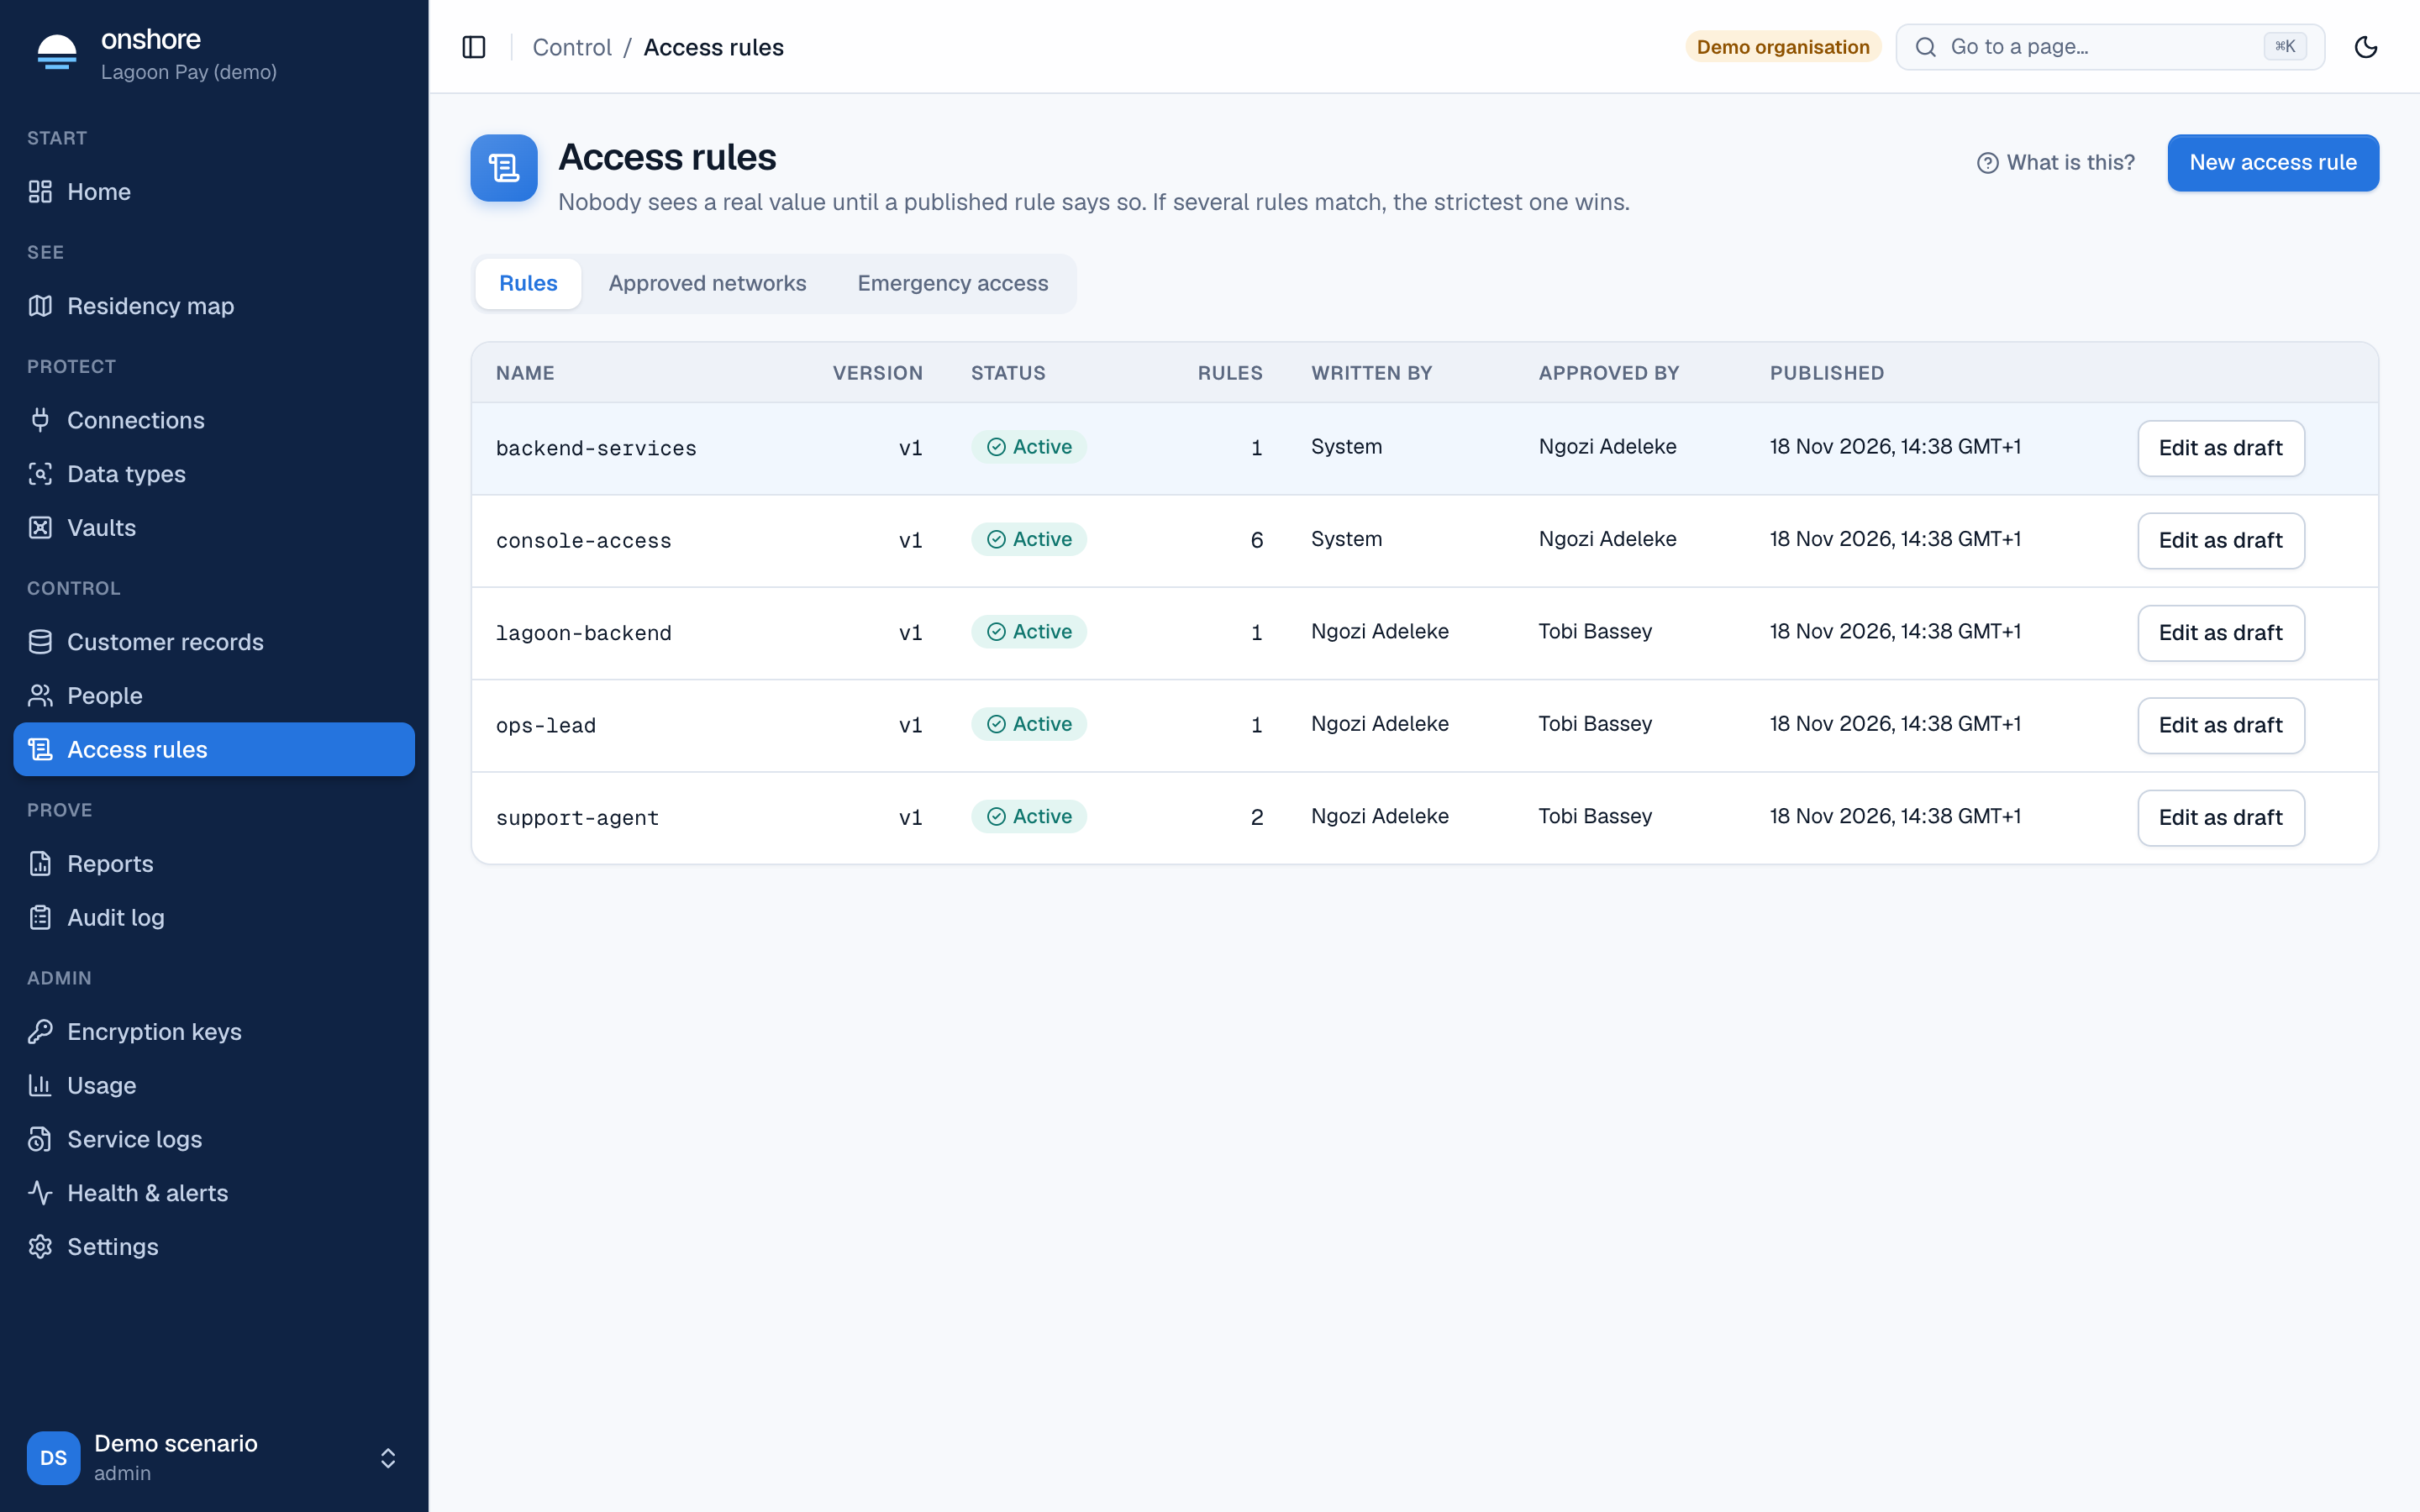 onshore
Lagoon Pay (demo)
START
Home
SEE
Residency map
PROTECT
Connections
Data types
Vaults
CONTROL
Customer records
People
Access rules
PROVE
Reports
Audit log
ADMIN
Encryption keys
Usage
Service logs
Health & alerts
Settings
DS
Demo scenario
admin
Control / Access rules
Demo organisation
Go to a page...
⌘K
Access rules
Nobody sees a real value until a published rule says so. If several rules match, the strictest one wins.
What is this?
New access rule
Rules Approved networks Emergency access
NAME VERSION STATUS RULES WRITTEN BY APPROVED BY PUBLISHED
backend-services v1 Active 1 System Ngozi Adeleke 18 Nov 2026, 14:38 GMT+1 Edit as draft
console-access v1 Active 6 System Ngozi Adeleke 18 Nov 2026, 14:38 GMT+1 Edit as draft
lagoon-backend v1 Active 1 Ngozi Adeleke Tobi Bassey 18 Nov 2026, 14:38 GMT+1 Edit as draft
ops-lead v1 Active 1 Ngozi Adeleke Tobi Bassey 18 Nov 2026, 14:38 GMT+1 Edit as draft
support-agent v1 Active 2 Ngozi Adeleke Tobi Bassey 18 Nov 2026, 14:38 GMT+1 Edit as draft